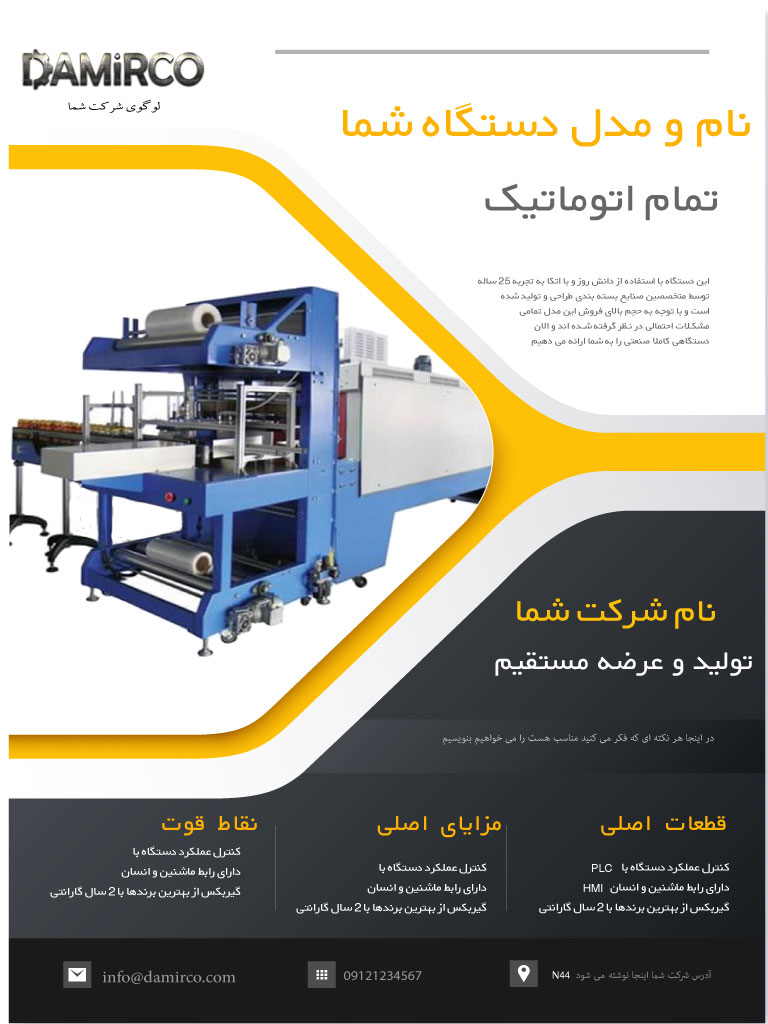 DAMiRCO
لوگوی شرکت شما
نام و مدل دستگاه شما
تمام اتوماتیک
این دستگاه با استفاده از دانش روز و با اتکا به تجربه 25 ساله
توسط متخصصین صنایع بسته بندی طراحی و تولید شده
است و با توجه به حجم بالای فروش این مدل تمامی
مشکلات احتمالی در نظر گرفته شده اند و الان
دستگاهی کاملا صنعتی را به شما ارائه می دهیم
نام شرکت شما
تولید و عرضه مستقیم
در اینجا هر نکته ای که فکر می کنید مناسب هست را می خواهیم بنویسیم
قطعات اصلی
کنترل عملکرد دستگاه با PLC
دارای رابط ماشنین و انسان HMI
گیربکس از بهترین برندها با 2 سال گارانتی
مزایای اصلی
کنترل عملکرد دستگاه با
دارای رابط ماشنین و انسان
گیربکس از بهترین برندها با 2 سال گارانتی
نقاط قوت
کنترل عملکرد دستگاه با
دارای رابط ماشنین و انسان
گیربکس از بهترین برندها با 2 سال گارانتی
آدرس شرکت شما اینجا نوشته می شود N44
09121234567
info@damirco.com